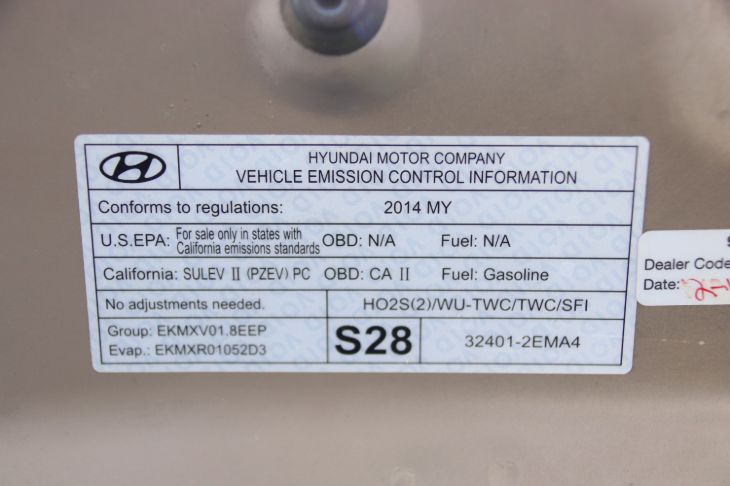 HYUNDAI MOTOR COMPANY
VEHICLE EMISSION CONTROL INFORMATION
Conforms to regulations: 2014 MY
U.S.EPA: For sale only in states with California emissions standards OBD: N/A Fuel: N/A
California: SULEV II (PZEV) PC OBD: CA II Fuel: Gasoline
No adjustments needed. HO2S(2)/WU-TWC/TWC/SFI
Group: EKMXV01.8EEP
Evap.: EKMXR01052D3
S28
32401-2EMA4
Dealer Code
Date: